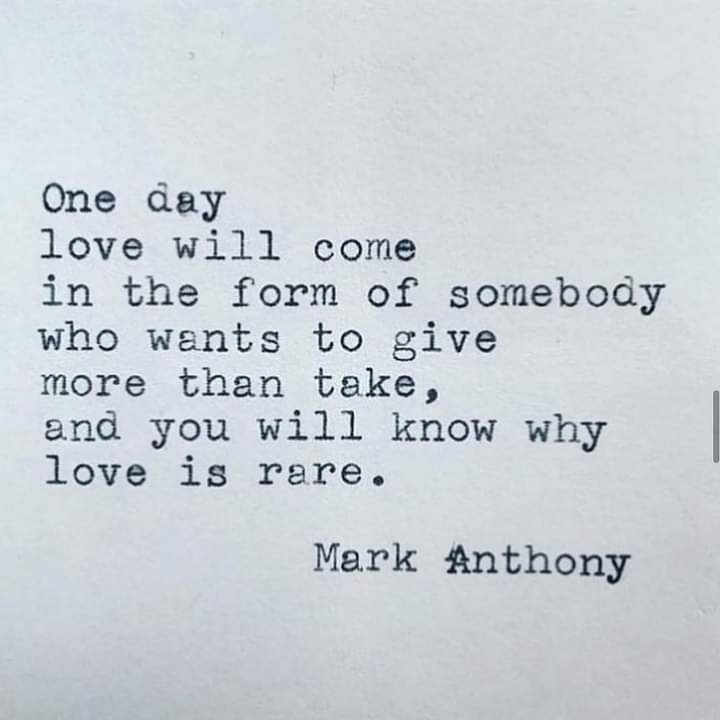 One day
love will come
in the form of somebody
who wants to give
more than take,
and you will know why
love is rare.
Mark Anthony